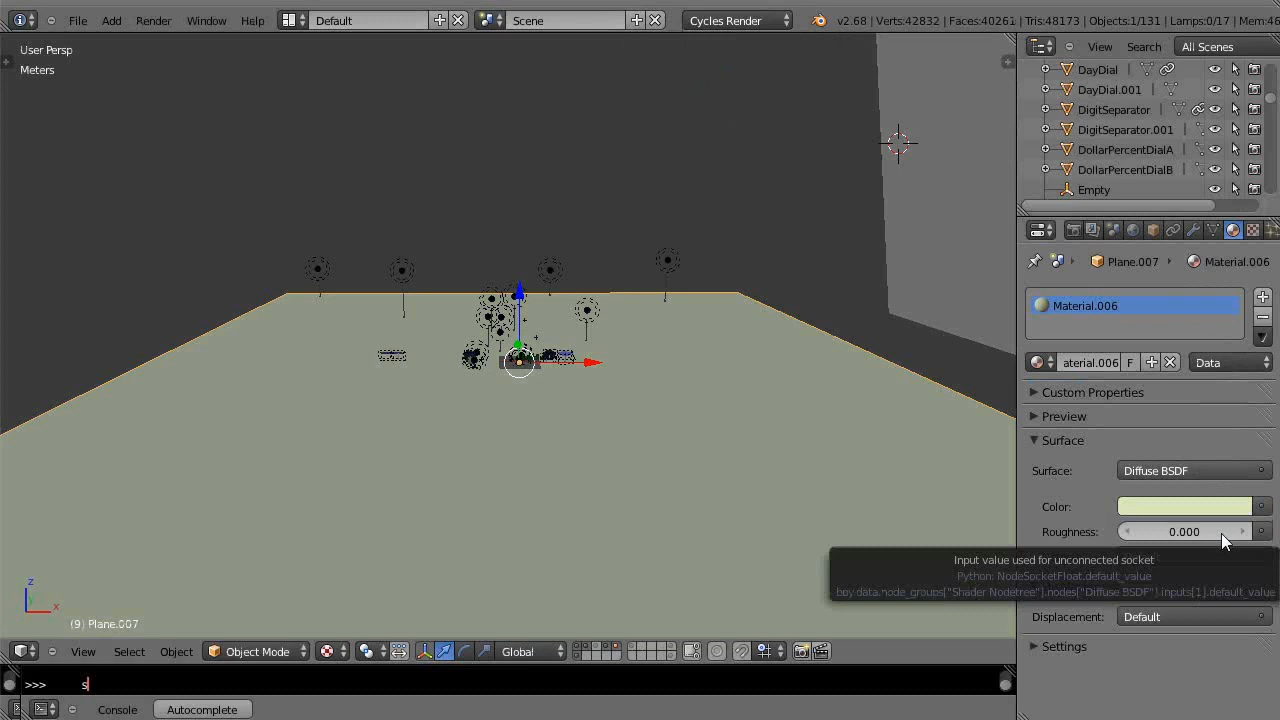 File Add Render Window Help Default Scene Cycles Render v2.68 | Verts:42832 | Faces:40261 | Tris:48173 | Objects:1/131 | Lamps:0/17 | Mem:46
User Persp
Meters
View Search All Scenes
DayDial
DayDial.001
DigitSeparator
DigitSeparator.001
DollarPercentDialA
DollarPercentDialB
Empty
Plane.007 Material.006
Material.006
aterial.006 F Data
Custom Properties
Preview
Surface
Surface: Diffuse BSDF
Color:
Roughness: 0.000
Input value used for unconnected socket
Python: NodeSocketFloat.default_value
bpy.data.node_groups["Shader Nodetree"].nodes["Diffuse BSDF"].inputs[1].default_value
Displacement: Default
Settings
z
y
x
(9) Plane.007
View Select Object Object Mode Global
>>> s
Console Autocomplete